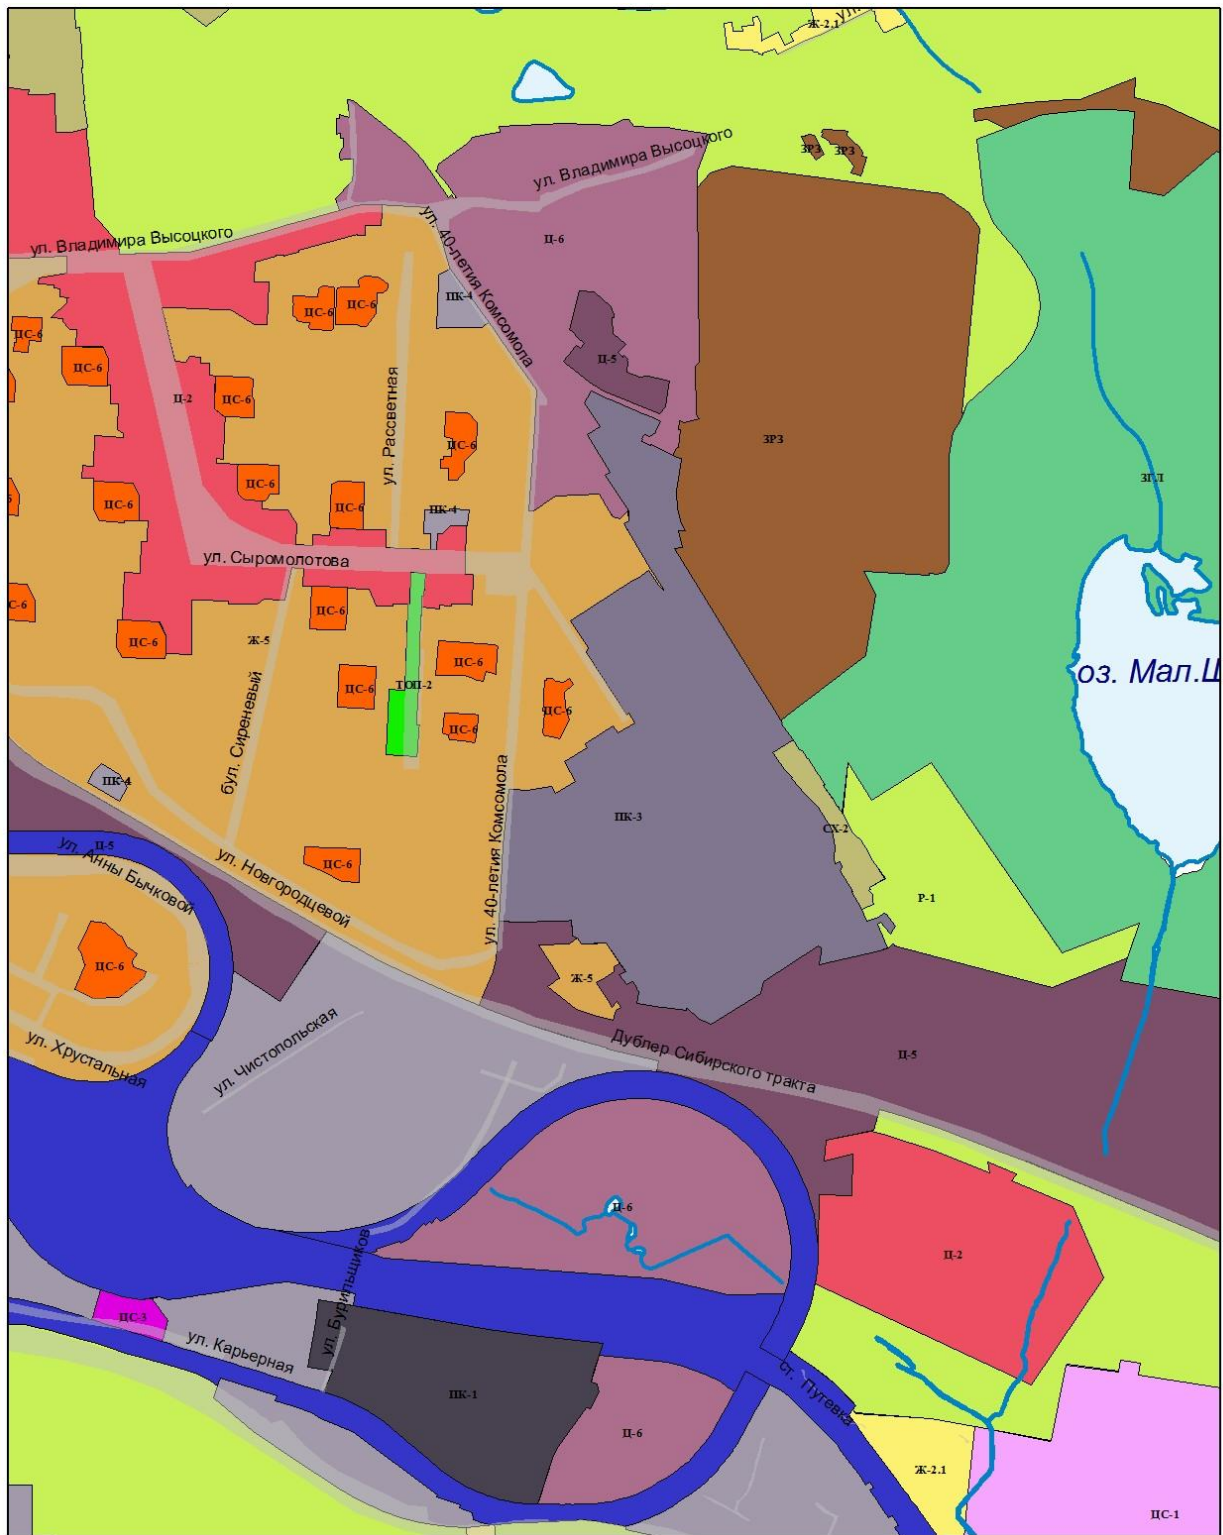 Ж-2.1
ул.
ЗРЗ
ЗРЗ
ул. Владимира Высоцкого
ул. Владимира Высоцкого
ул. 40-летия Комсомола
Ц-6
ПК-4
ЦС-6
ЦС-6
ЦС-6
ЦС-6
Ц-5
Ц-2
ЦС-6
ул. Рассветная
ЦС-6
ЗРЗ
ЗГЛ
ЦС-6
ЦС-6
ЦС-6
6
ПК-4
ул. Сыромолотова
С-6
ЦС-6
ЦС-6
Ж-5
ЦС-6
ЦС-6
ТОП-2
ЦС-6
ЦС-6
ЦС-6
оз. Мал.Ш
бул. Сиреневый
ПК-4
ПК-3
СХ-2
ул. 40-летия Комсомола
Ц-5
ул. Анны Бычковой
ул. Новгородцевой
ЦС-6
Р-1
ЦС-6
Ж-5
ул. Хрустальная
ул. Чистопольская
Дублер Сибирского тракта
Ц-5
Ц-6
Ц-2
ул. Бурильщиков
ЦС-3
ул. Карьерная
ПК-1
ст. Путевка
Ц-6
Ж-2.1
ЦС-1